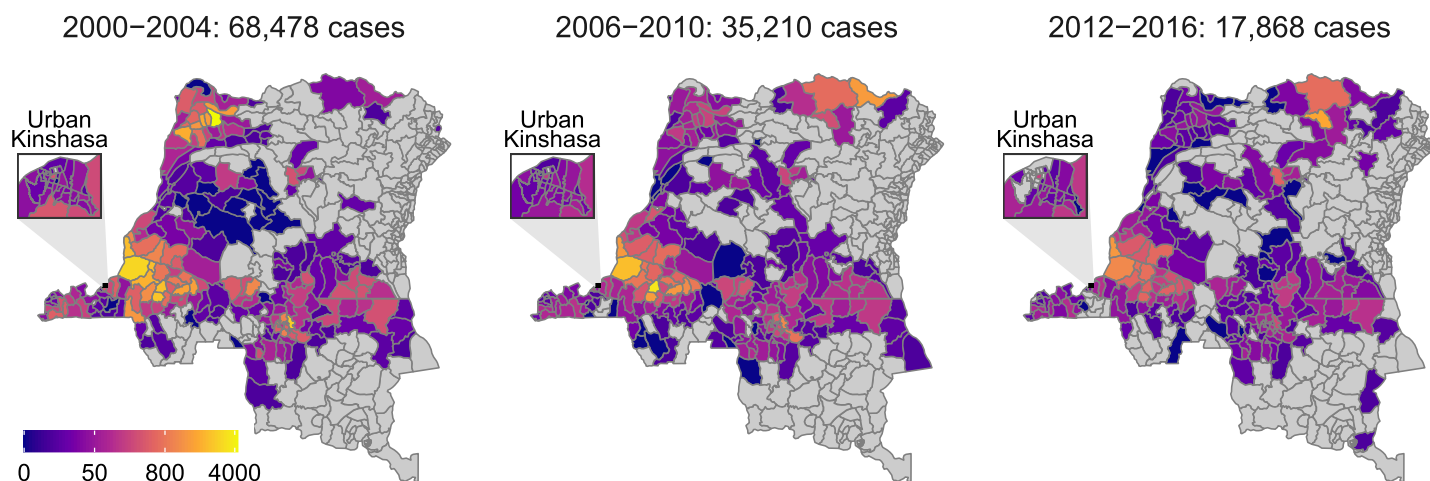 2000−2004: 68,478 cases
2006−2010: 35,210 cases
2012−2016: 17,868 cases
Urban
Kinshasa
Urban
Kinshasa
Urban
Kinshasa
0 50 800 4000